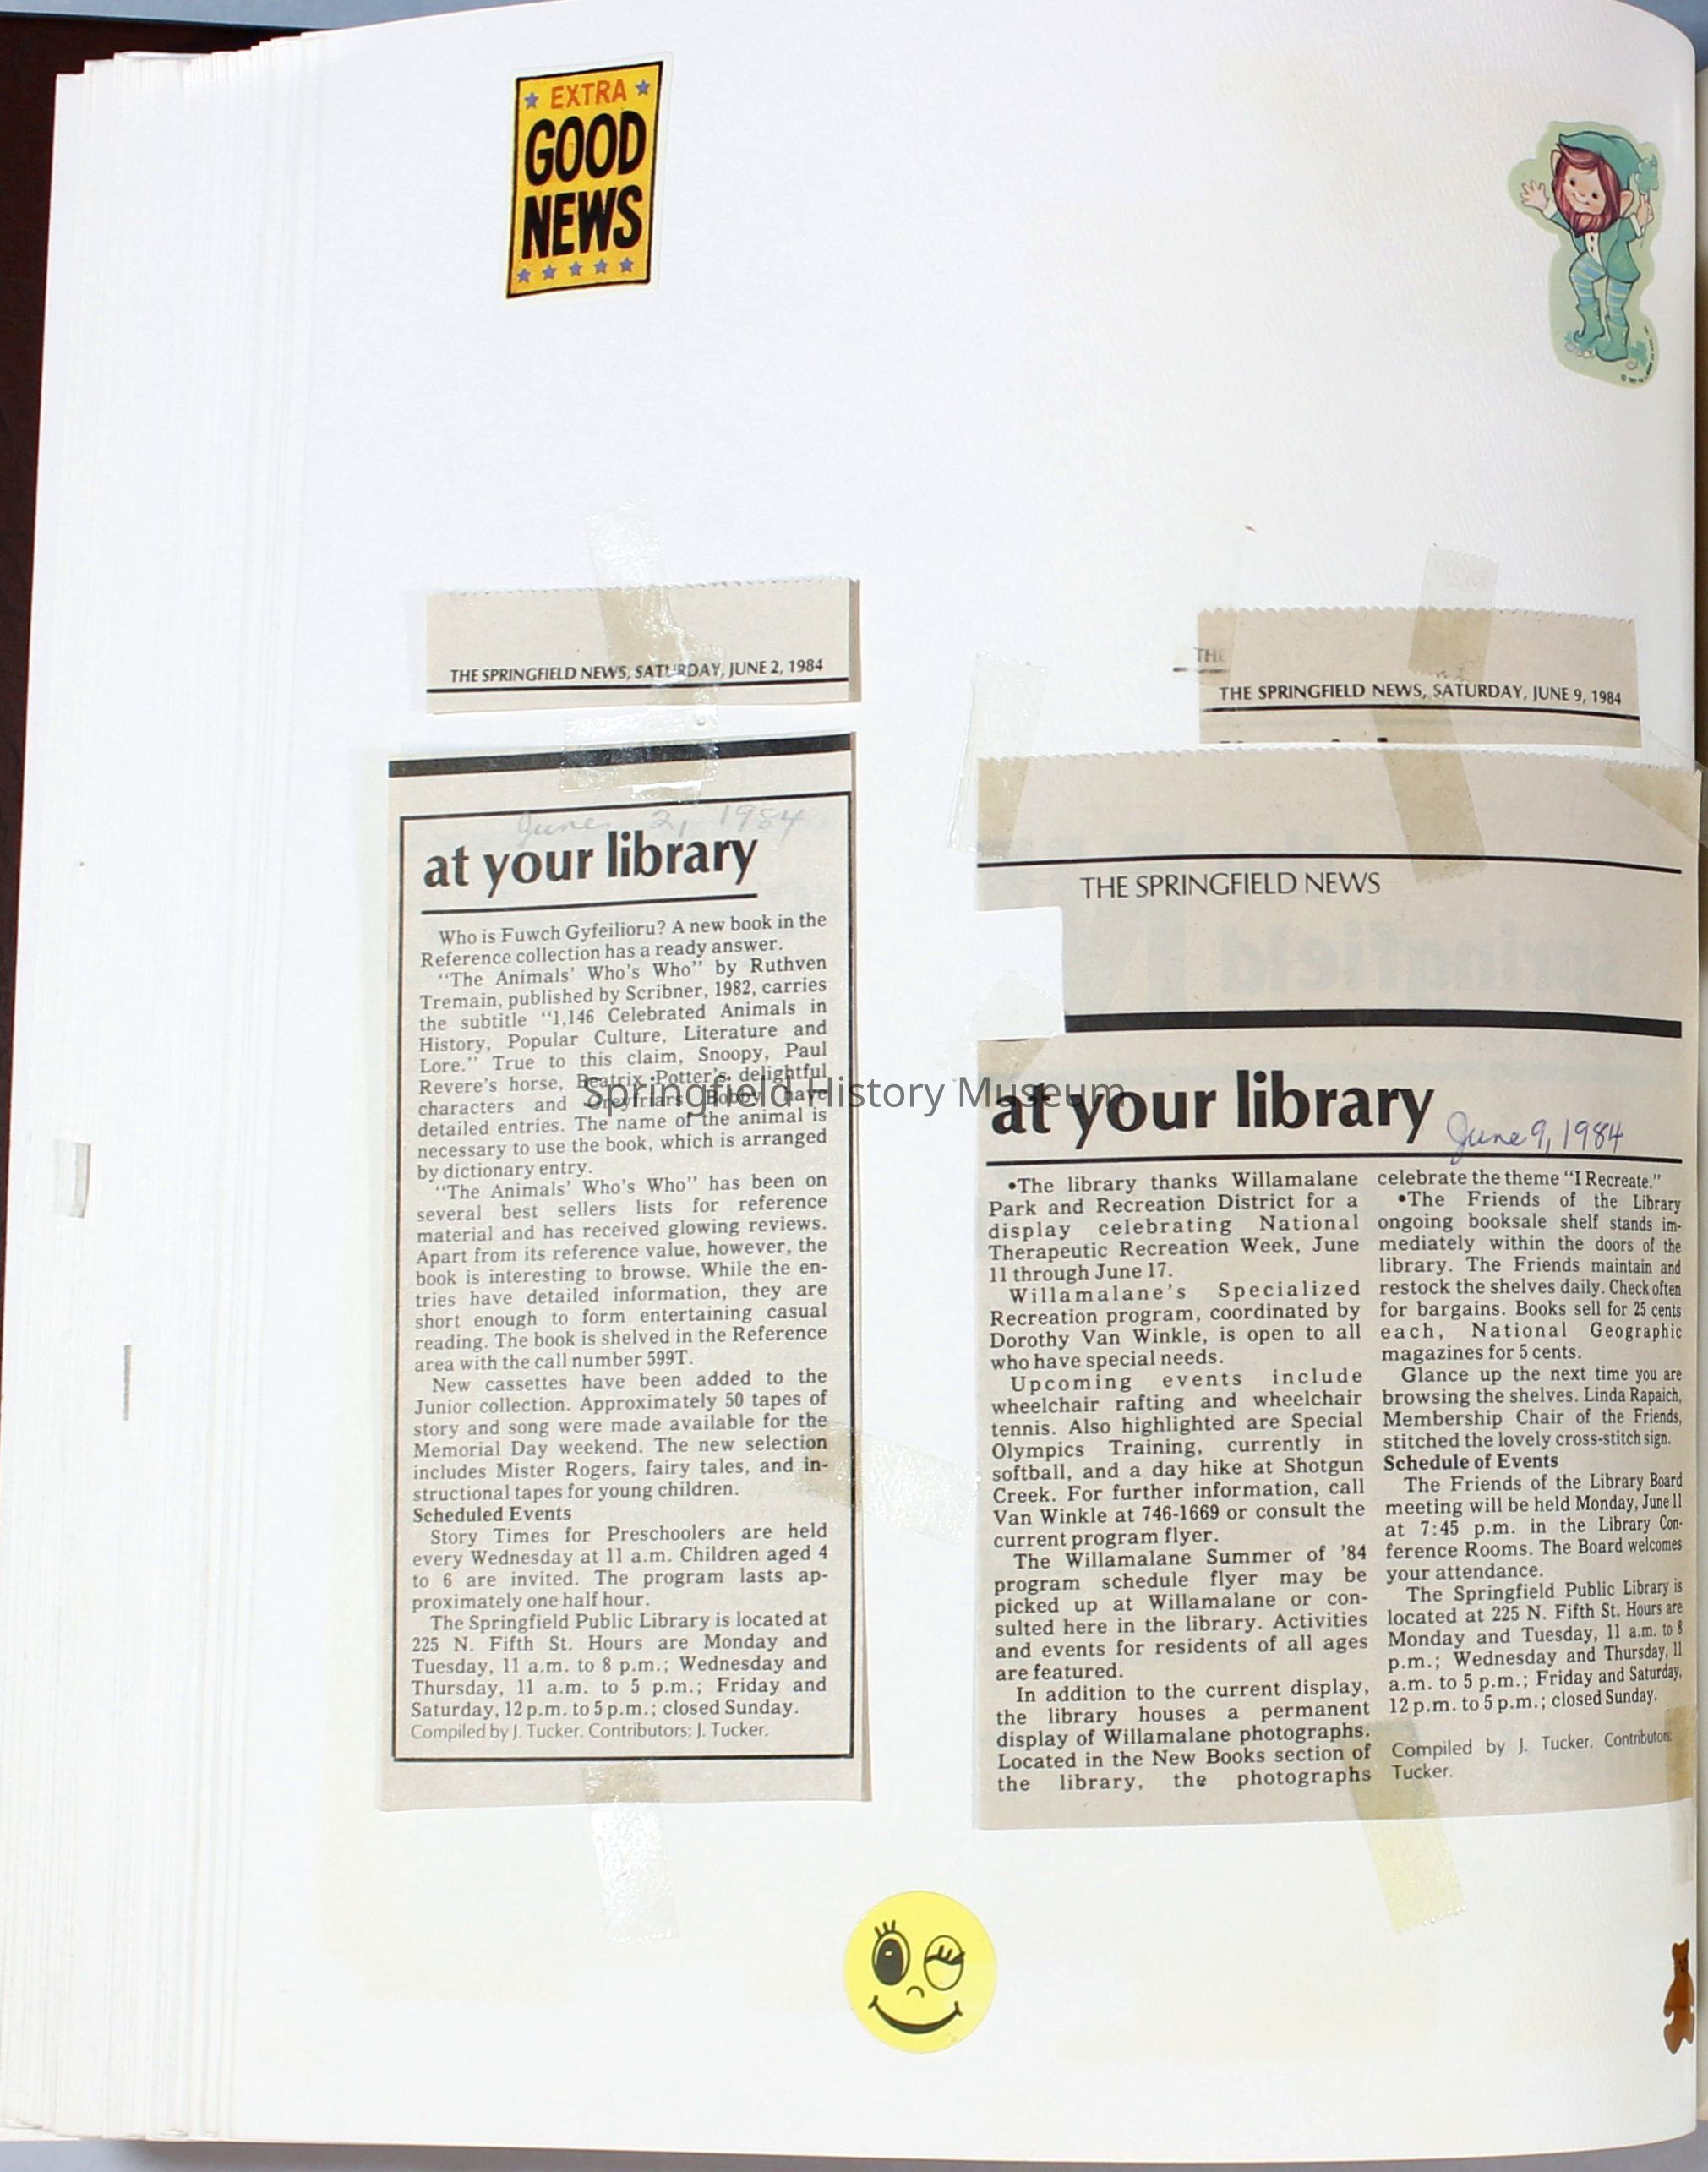 EXTRA
GOOD
NEWS
THE SPRINGFIELD NEWS, SATURDAY, JUNE 2, 1984
June 2, 1984
at your library
Who is Fuwch Gyfeilioru? A new book in the
Reference collection has a ready answer.
"The Animals' Who's Who" by Ruthven
Tremain, published by Scribner, 1982, carries
the subtitle "1,146 Celebrated Animals in
History, Popular Culture, Literature and
Lore." True to this claim, Snoopy, Paul
Revere's horse, Beatrix Potter's delightful
characters and Greyfriars Bobby have
detailed entries. The name of the animal is
necessary to use the book, which is arranged
by dictionary entry.
"The Animals' Who's Who" has been on
several best sellers lists for reference
material and has received glowing reviews.
Apart from its reference value, however, the
book is interesting to browse. While the en-
tries have detailed information, they are
short enough to form entertaining casual
reading. The book is shelved in the Reference
area with the call number 599T.
New cassettes have been added to the
Junior collection. Approximately 50 tapes of
story and song were made available for the
Memorial Day weekend. The new selection
includes Mister Rogers, fairy tales, and in-
structional tapes for young children.
Scheduled Events
Story Times for Preschoolers are held
every Wednesday at 11 a.m. Children aged 4
to 6 are invited. The program lasts ap-
proximately one half hour.
The Springfield Public Library is located at
225 N. Fifth St. Hours are Monday and
Tuesday, 11 a.m. to 8 p.m.; Wednesday and
Thursday, 11 a.m. to 5 p.m.; Friday and
Saturday, 12 p.m. to 5 p.m.; closed Sunday.
Compiled by J. Tucker. Contributors: J. Tucker.
THE
THE SPRINGFIELD NEWS, SATURDAY, JUNE 9, 1984
THE SPRINGFIELD NEWS
at your library
June 9, 1984
•The library thanks Willamalane
Park and Recreation District for a
display celebrating National
Therapeutic Recreation Week, June
11 through June 17.
Willamalane's Specialized
Recreation program, coordinated by
Dorothy Van Winkle, is open to all
who have special needs.
Upcoming events include
wheelchair rafting and wheelchair
tennis. Also highlighted are Special
Olympics Training, currently in
softball, and a day hike at Shotgun
Creek. For further information, call
Van Winkle at 746-1669 or consult the
current program flyer.
The Willamalane Summer of '84
program schedule flyer may be
picked up at Willamalane or con-
sulted here in the library. Activities
and events for residents of all ages
are featured.
In addition to the current display,
the library houses a permanent
display of Willamalane photographs.
Located in the New Books section of
the library, the photographs
celebrate the theme "I Recreate."
•The Friends of the Library
ongoing booksale shelf stands im-
mediately within the doors of the
library. The Friends maintain and
restock the shelves daily. Check often
for bargains. Books sell for 25 cents
each, National Geographic
magazines for 5 cents.
Glance up the next time you are
browsing the shelves. Linda Rapaich,
Membership Chair of the Friends,
stitched the lovely cross-stitch sign.
Schedule of Events
The Friends of the Library Board
meeting will be held Monday, June 11
at 7:45 p.m. in the Library Con-
ference Rooms. The Board welcomes
your attendance.
The Springfield Public Library is
located at 225 N. Fifth St. Hours are
Monday and Tuesday, 11 a.m. to 8
p.m.; Wednesday and Thursday, 11
a.m. to 5 p.m.; Friday and Saturday,
12 p.m. to 5 p.m.; closed Sunday.
Compiled by J. Tucker. Contributors:
Tucker.
Springfield History Museum